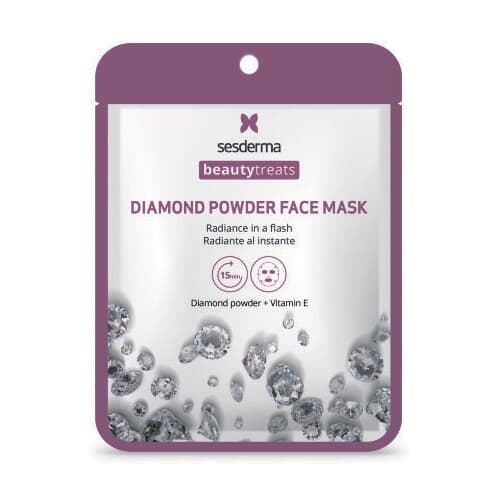 sesderma
beautytreats
DIAMOND POWDER FACE MASK
Radiance in a flash
Radiante al instante
15min
Diamond powder + Vitamin E